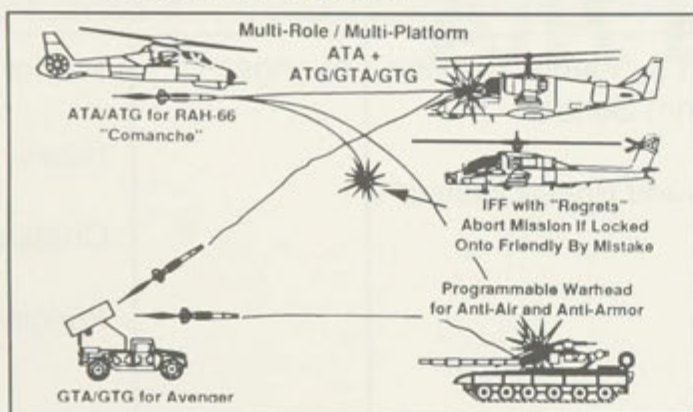 Multi-Role / Multi-Platform
ATA +
ATG/GTA/GTG
ATA/ATG for RAH-66
"Comanche"
IFF with "Regrets"
Abort Mission If Locked
Onto Friendly By Mistake
Programmable Warhead
for Anti-Air and Anti-Armor
GTA/GTG for Avenger